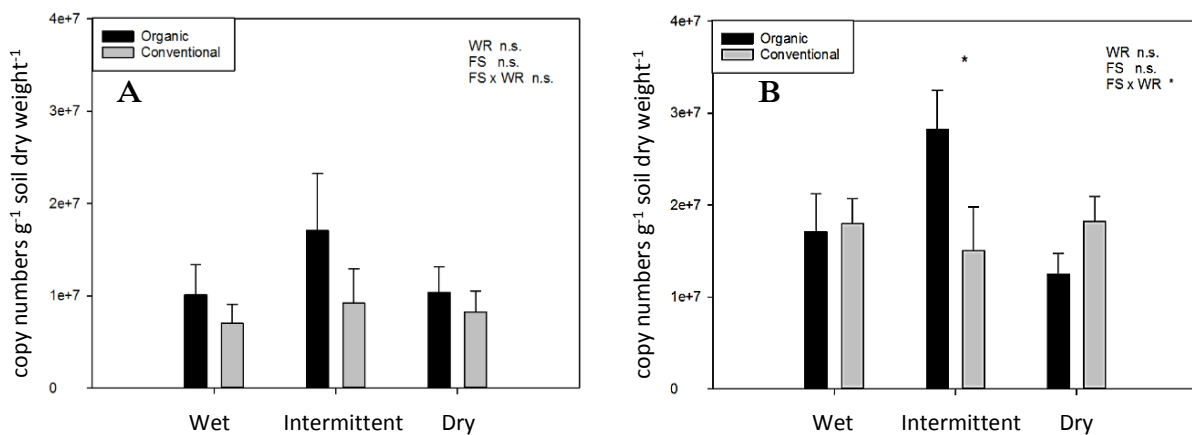 copy numbers g⁻¹ soil dry weight⁻¹
4e+7
3e+7
2e+7
1e+7
0
Organic
Conventional
A
WR n.s.
FS n.s.
FS x WR n.s.
Wet Intermittent Dry
copy numbers g⁻¹ soil dry weight⁻¹
4e+7
3e+7
2e+7
1e+7
0
Organic
Conventional
B
*
WR n.s.
FS n.s.
FS x WR *
Wet Intermittent Dry